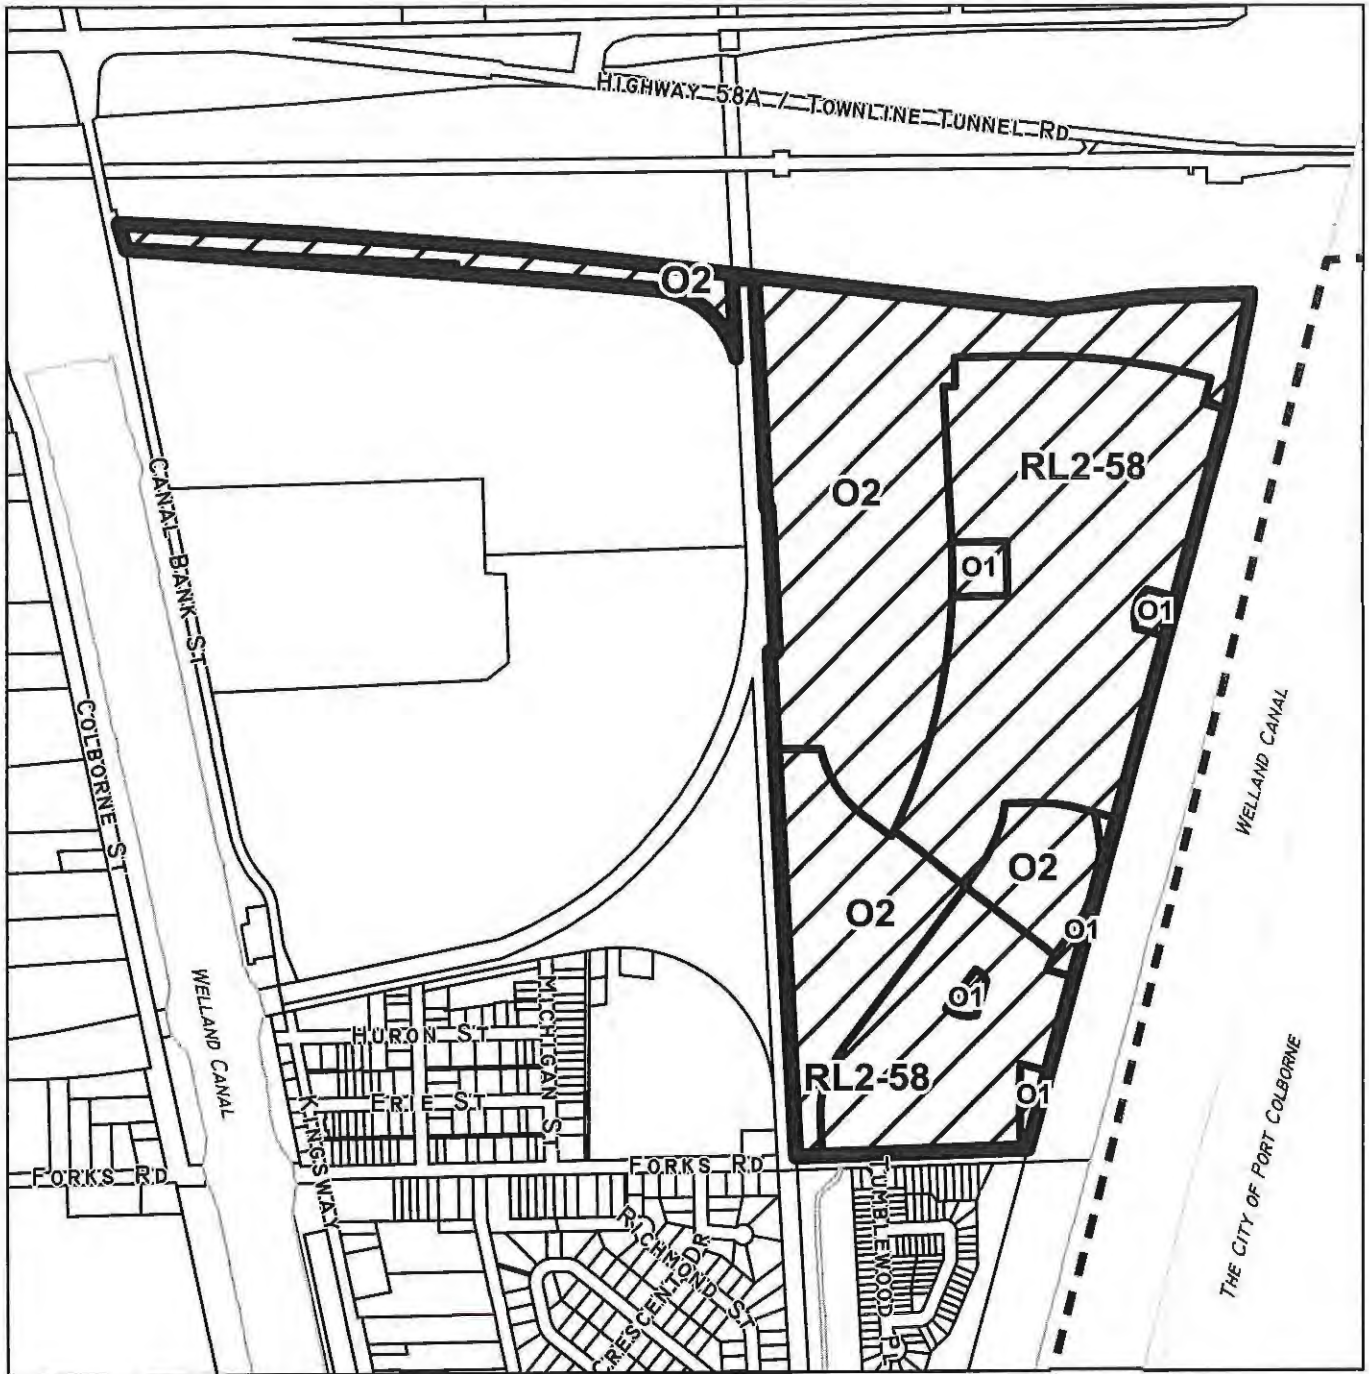 HIGHWAY 58A / TOWNLINE TUNNEL RD
O2
RL2-58
O2
O1
O1
CANAL BANK ST
COLBORNE ST
WELLAND CANAL
O2
O2
O1
O1
WELLAND CANAL
HURON ST
MICHIGAN ST
RL2-58
ERIE ST
O1
KINGSWAY
THE CITY OF PORT COLBORNE
FORKS RD
FORKS RD
TUMBLEWOOD PL
RICHMOND ST
CRESCENT DR